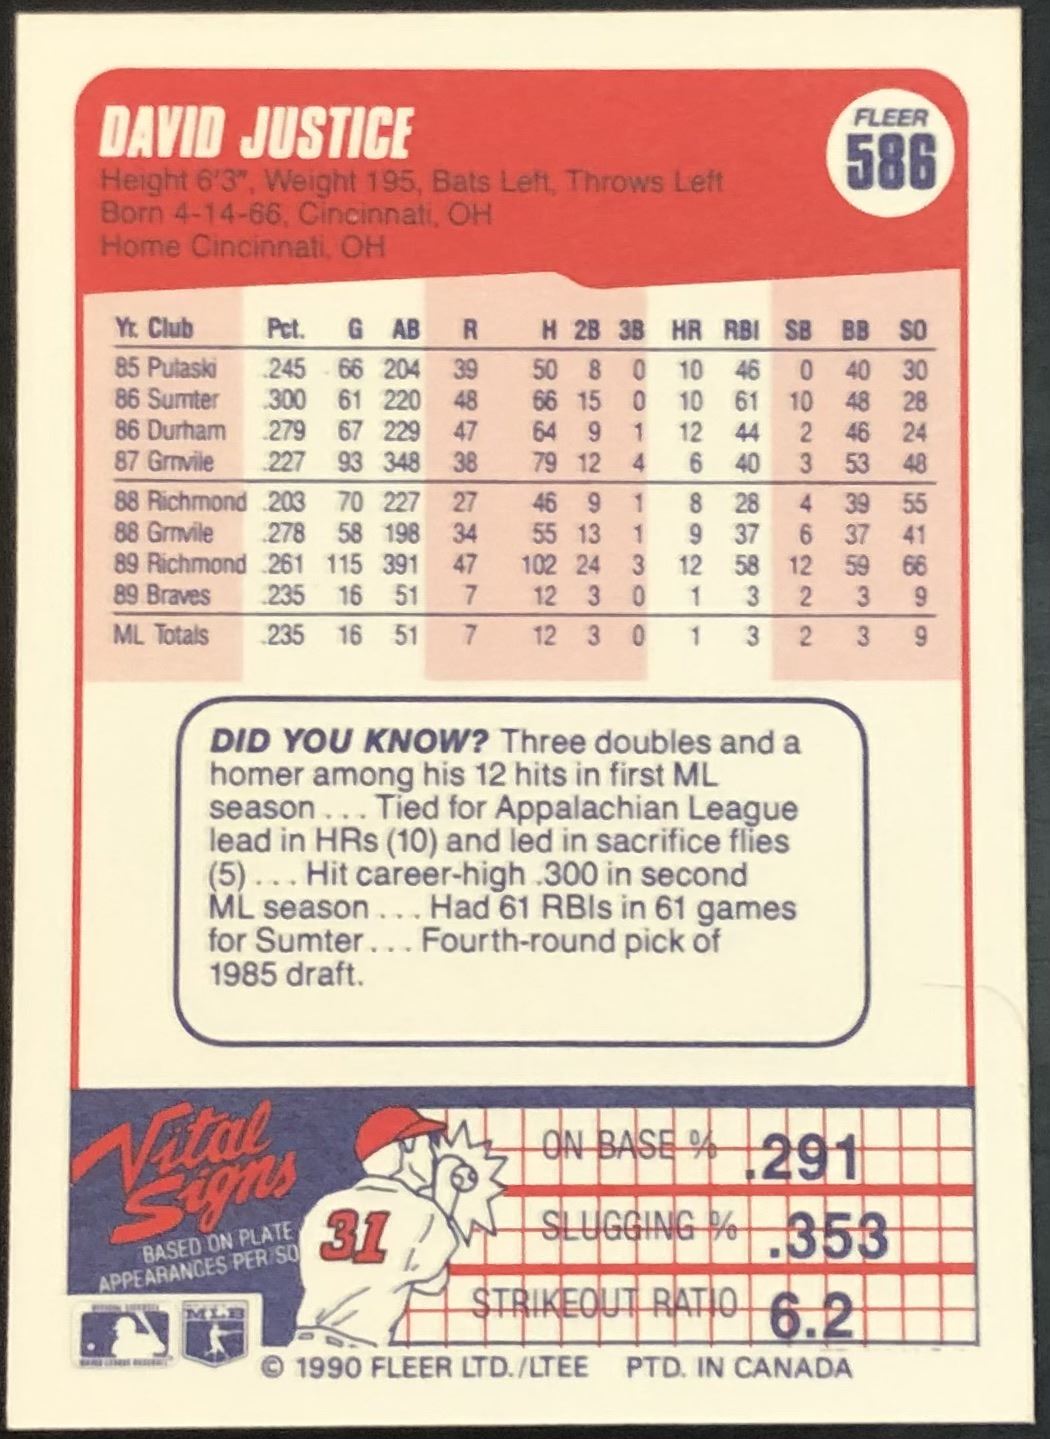 DAVID JUSTICE
FLEER
586
Height 6'3", Weight 195, Bats Left, Throws Left
Born 4-14-66, Cincinnati, OH
Home Cincinnati, OH
Yr. Club Pct. G AB R H 2B 3B HR RBI SB BB SO
85 Pulaski .245 66 204 39 50 8 0 10 46 0 40 30
86 Sumter .300 61 220 48 66 15 0 10 61 10 48 28
86 Durham .279 67 229 47 64 9 1 12 44 2 46 24
87 Grnvile .227 93 348 38 79 12 4 6 40 3 53 48
88 Richmond .203 70 227 27 46 9 1 8 28 4 39 55
88 Grnvile .278 58 198 34 55 13 1 9 37 6 37 41
89 Richmond .261 115 391 47 102 24 3 12 58 12 59 66
89 Braves .235 16 51 7 12 3 0 1 3 2 3 9
ML Totals .235 16 51 7 12 3 0 1 3 2 3 9
DID YOU KNOW? Three doubles and a
homer among his 12 hits in first ML
season . . . Tied for Appalachian League
lead in HRs (10) and led in sacrifice flies
(5) . . . Hit career-high .300 in second
ML season . . . Had 61 RBIs in 61 games
for Sumter . . . Fourth-round pick of
1985 draft.
Vital
Signs
BASED ON PLATE
APPEARANCES PER SO
31
ON BASE % .291
SLUGGING % .353
STRIKEOUT RATIO 6.2
MLB
© 1990 FLEER LTD./LTEE PTD. IN CANADA